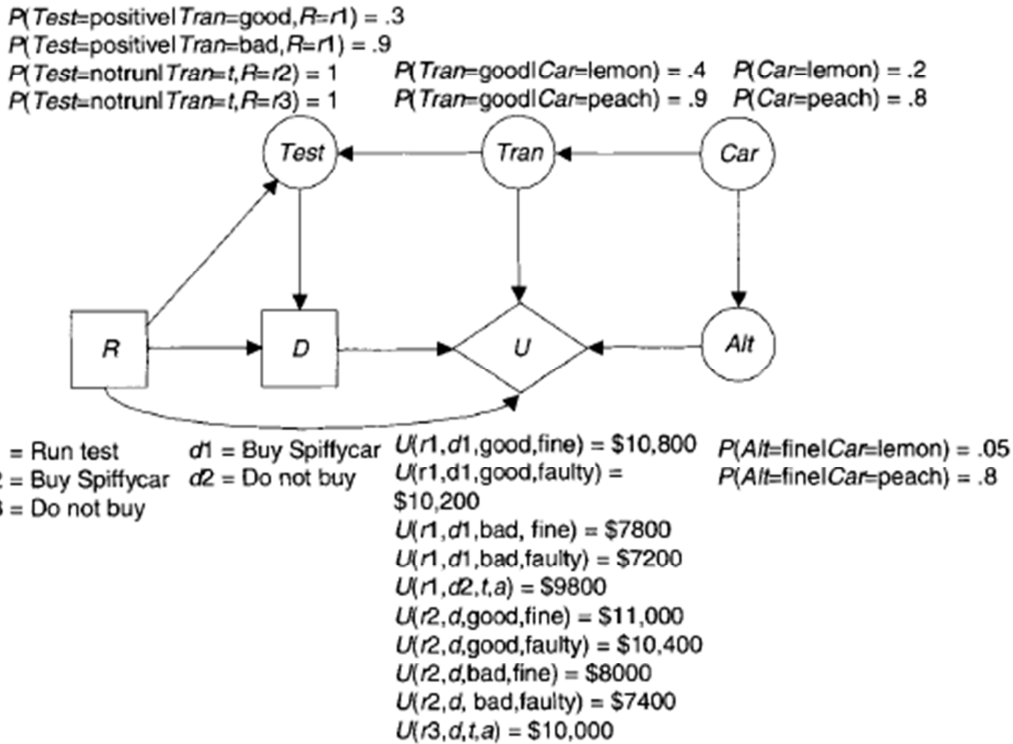 P(Test=positive|Tran=good,R=r1) = .3
P(Test=positive|Tran=bad,R=r1) = .9
P(Test=notrun|Tran=t,R=r2) = 1 P(Tran=good|Car=lemon) = .4 P(Car=lemon) = .2
P(Test=notrun|Tran=t,R=r3) = 1 P(Tran=good|Car=peach) = .9 P(Car=peach) = .8
Test Tran Car
R D U Alt
= Run test d1 = Buy Spiffycar U(r1,d1,good,fine) = $10,800 P(Alt=fine|Car=lemon) = .05
= Buy Spiffycar d2 = Do not buy U(r1,d1,good,faulty) = P(Alt=fine|Car=peach) = .8
= Do not buy $10,200
U(r1,d1,bad, fine) = $7800
U(r1,d1,bad,faulty) = $7200
U(r1,d2,t,a) = $9800
U(r2,d,good,fine) = $11,000
U(r2,d,good,faulty) = $10,400
U(r2,d,bad,fine) = $8000
U(r2,d, bad,faulty) = $7400
U(r3,d,t,a) = $10,000